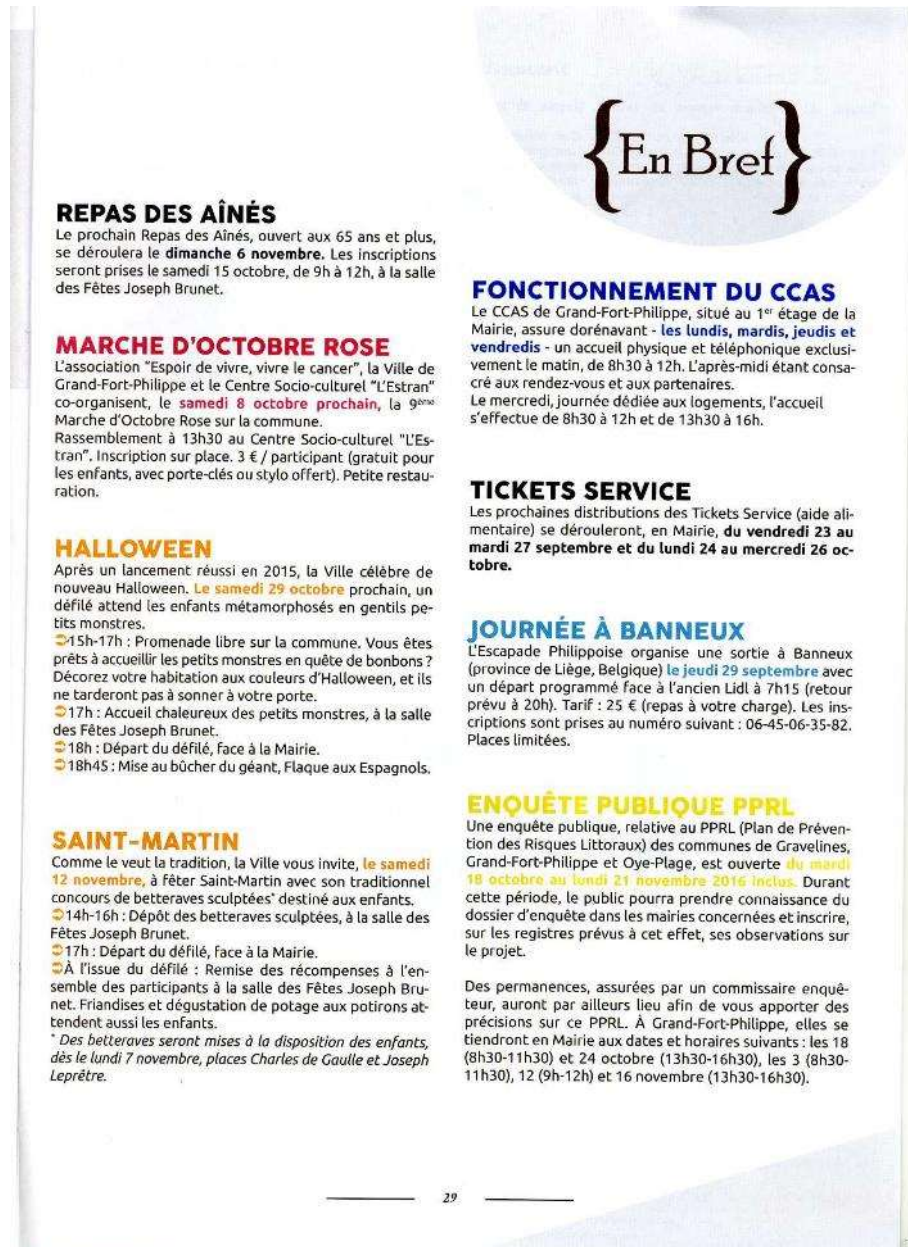 {En Bref}
REPAS DES AÎNÉS
Le prochain Repas des Aînés, ouvert aux 65 ans et plus,
se déroulera le dimanche 6 novembre. Les inscriptions
seront prises le samedi 15 octobre, de 9h à 12h, à la salle
des Fêtes Joseph Brunet.
MARCHE D'OCTOBRE ROSE
L'association "Espoir de vivre, vivre le cancer", la Ville de
Grand-Fort-Philippe et le Centre Socio-culturel "L'Estran"
co-organisent, le samedi 8 octobre prochain, la 9ème
Marche d'Octobre Rose sur la commune.
Rassemblement à 13h30 au Centre Socio-culturel "L'Es-
tran". Inscription sur place. 3 € / participant (gratuit pour
les enfants, avec porte-clés ou stylo offert). Petite restau-
ration.
HALLOWEEN
Après un lancement réussi en 2015, la Ville célèbre de
nouveau Halloween. Le samedi 29 octobre prochain, un
défilé attend les enfants métamorphosés en gentils pe-
tits monstres.
➲15h-17h : Promenade libre sur la commune. Vous êtes
prêts à accueillir les petits monstres en quête de bonbons ?
Décorez votre habitation aux couleurs d'Halloween, et ils
ne tarderont pas à sonner à votre porte.
➲17h : Accueil chaleureux des petits monstres, à la salle
des Fêtes Joseph Brunet.
➲18h : Départ du défilé, face à la Mairie.
➲18h45 : Mise au bûcher du géant, Flaque aux Espagnols.
SAINT-MARTIN
Comme le veut la tradition, la Ville vous invite, le samedi
12 novembre, à fêter Saint-Martin avec son traditionnel
concours de betteraves sculptées* destiné aux enfants.
➲14h-16h : Dépôt des betteraves sculptées, à la salle des
Fêtes Joseph Brunet.
➲17h : Départ du défilé, face à la Mairie.
➲À l'issue du défilé : Remise des récompenses à l'en-
semble des participants à la salle des Fêtes Joseph Bru-
net. Friandises et dégustation de potage aux potirons at-
tendent aussi les enfants.
* Des betteraves seront mises à la disposition des enfants,
dès le lundi 7 novembre, places Charles de Gaulle et Joseph
Leprêtre.
FONCTIONNEMENT DU CCAS
Le CCAS de Grand-Fort-Philippe, situé au 1er étage de la
Mairie, assure dorénavant - les lundis, mardis, jeudis et
vendredis - un accueil physique et téléphonique exclusi-
vement le matin, de 8h30 à 12h. L'après-midi étant consa-
cré aux rendez-vous et aux partenaires.
Le mercredi, journée dédiée aux logements, l'accueil
s'effectue de 8h30 à 12h et de 13h30 à 16h.
TICKETS SERVICE
Les prochaines distributions des Tickets Service (aide ali-
mentaire) se dérouleront, en Mairie, du vendredi 23 au
mardi 27 septembre et du lundi 24 au mercredi 26 oc-
tobre.
JOURNÉE À BANNEUX
L'Escapade Philippoise organise une sortie à Banneux
(province de Liège, Belgique) le jeudi 29 septembre avec
un départ programmé face à l'ancien Lidl à 7h15 (retour
prévu à 20h). Tarif : 25 € (repas à votre charge). Les ins-
criptions sont prises au numéro suivant : 06-45-06-35-82.
Places limitées.
ENQUÊTE PUBLIQUE PPRL
Une enquête publique, relative au PPRL (Plan de Préven-
tion des Risques Littoraux) des communes de Gravelines,
Grand-Fort-Philippe et Oye-Plage, est ouverte du mardi
18 octobre au lundi 21 novembre 2016 inclus. Durant
cette période, le public pourra prendre connaissance du
dossier d'enquête dans les mairies concernées et inscrire,
sur les registres prévus à cet effet, ses observations sur
le projet.
Des permanences, assurées par un commissaire enquê-
teur, auront par ailleurs lieu afin de vous apporter des
précisions sur ce PPRL. À Grand-Fort-Philippe, elles se
tiendront en Mairie aux dates et horaires suivants : les 18
(8h30-11h30) et 24 octobre (13h30-16h30), les 3 (8h30-
11h30), 12 (9h-12h) et 16 novembre (13h30-16h30).
29